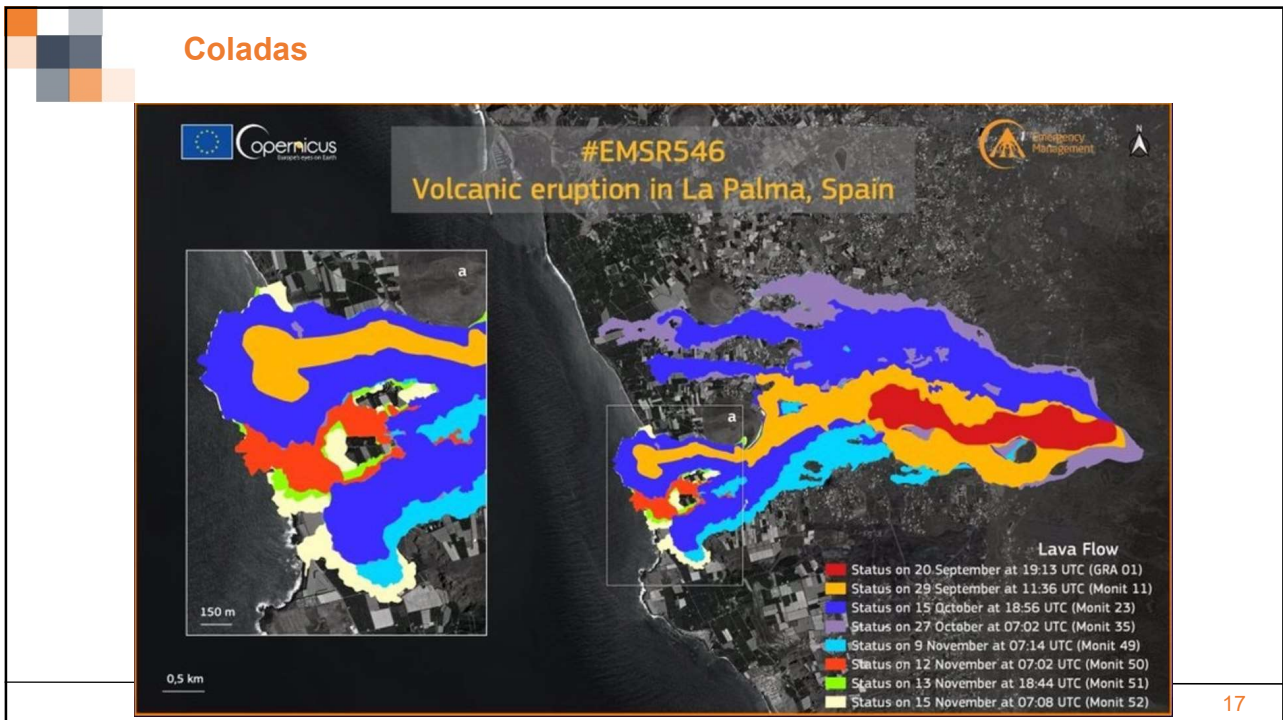 Coladas
Copernicus
Europe's eyes on Earth
#EMSR546
Volcanic eruption in La Palma, Spain
Emergency
Management
N
a
a
150 m
0,5 km
Lava Flow
Status on 20 September at 19:13 UTC (GRA 01)
Status on 29 September at 11:36 UTC (Monit 11)
Status on 15 October at 18:56 UTC (Monit 23)
Status on 27 October at 07:02 UTC (Monit 35)
Status on 9 November at 07:14 UTC (Monit 49)
Status on 12 November at 07:02 UTC (Monit 50)
Status on 13 November at 18:44 UTC (Monit 51)
Status on 15 November at 07:08 UTC (Monit 52)
17